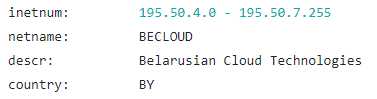 inetnum: 195.50.4.0 - 195.50.7.255
netname: BECLOUD
descr: Belarusian Cloud Technologies
country: BY